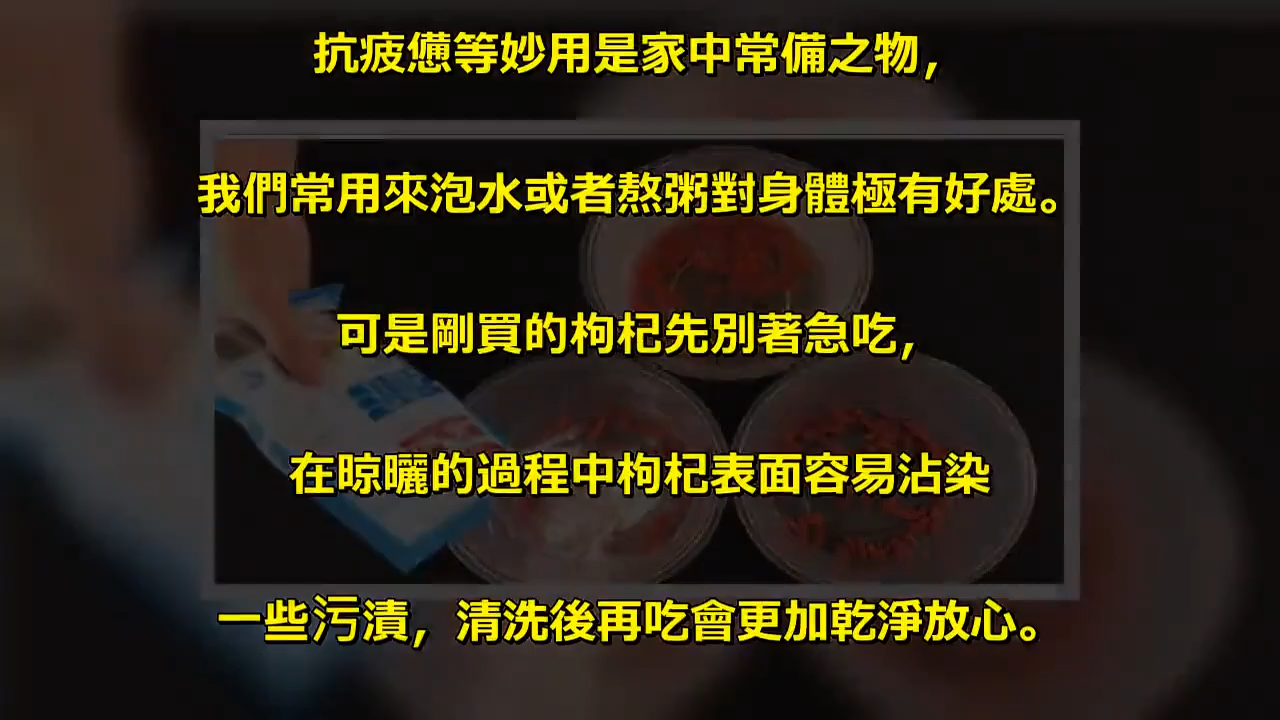 抗疲憊等妙用是家中常備之物，
我們常用來泡水或者熬粥對身體極有好處。
可是剛買的枸杞先別著急吃，
在晾曬的過程中枸杞表面容易沾染
一些污漬，清洗後再吃會更加乾淨放心。